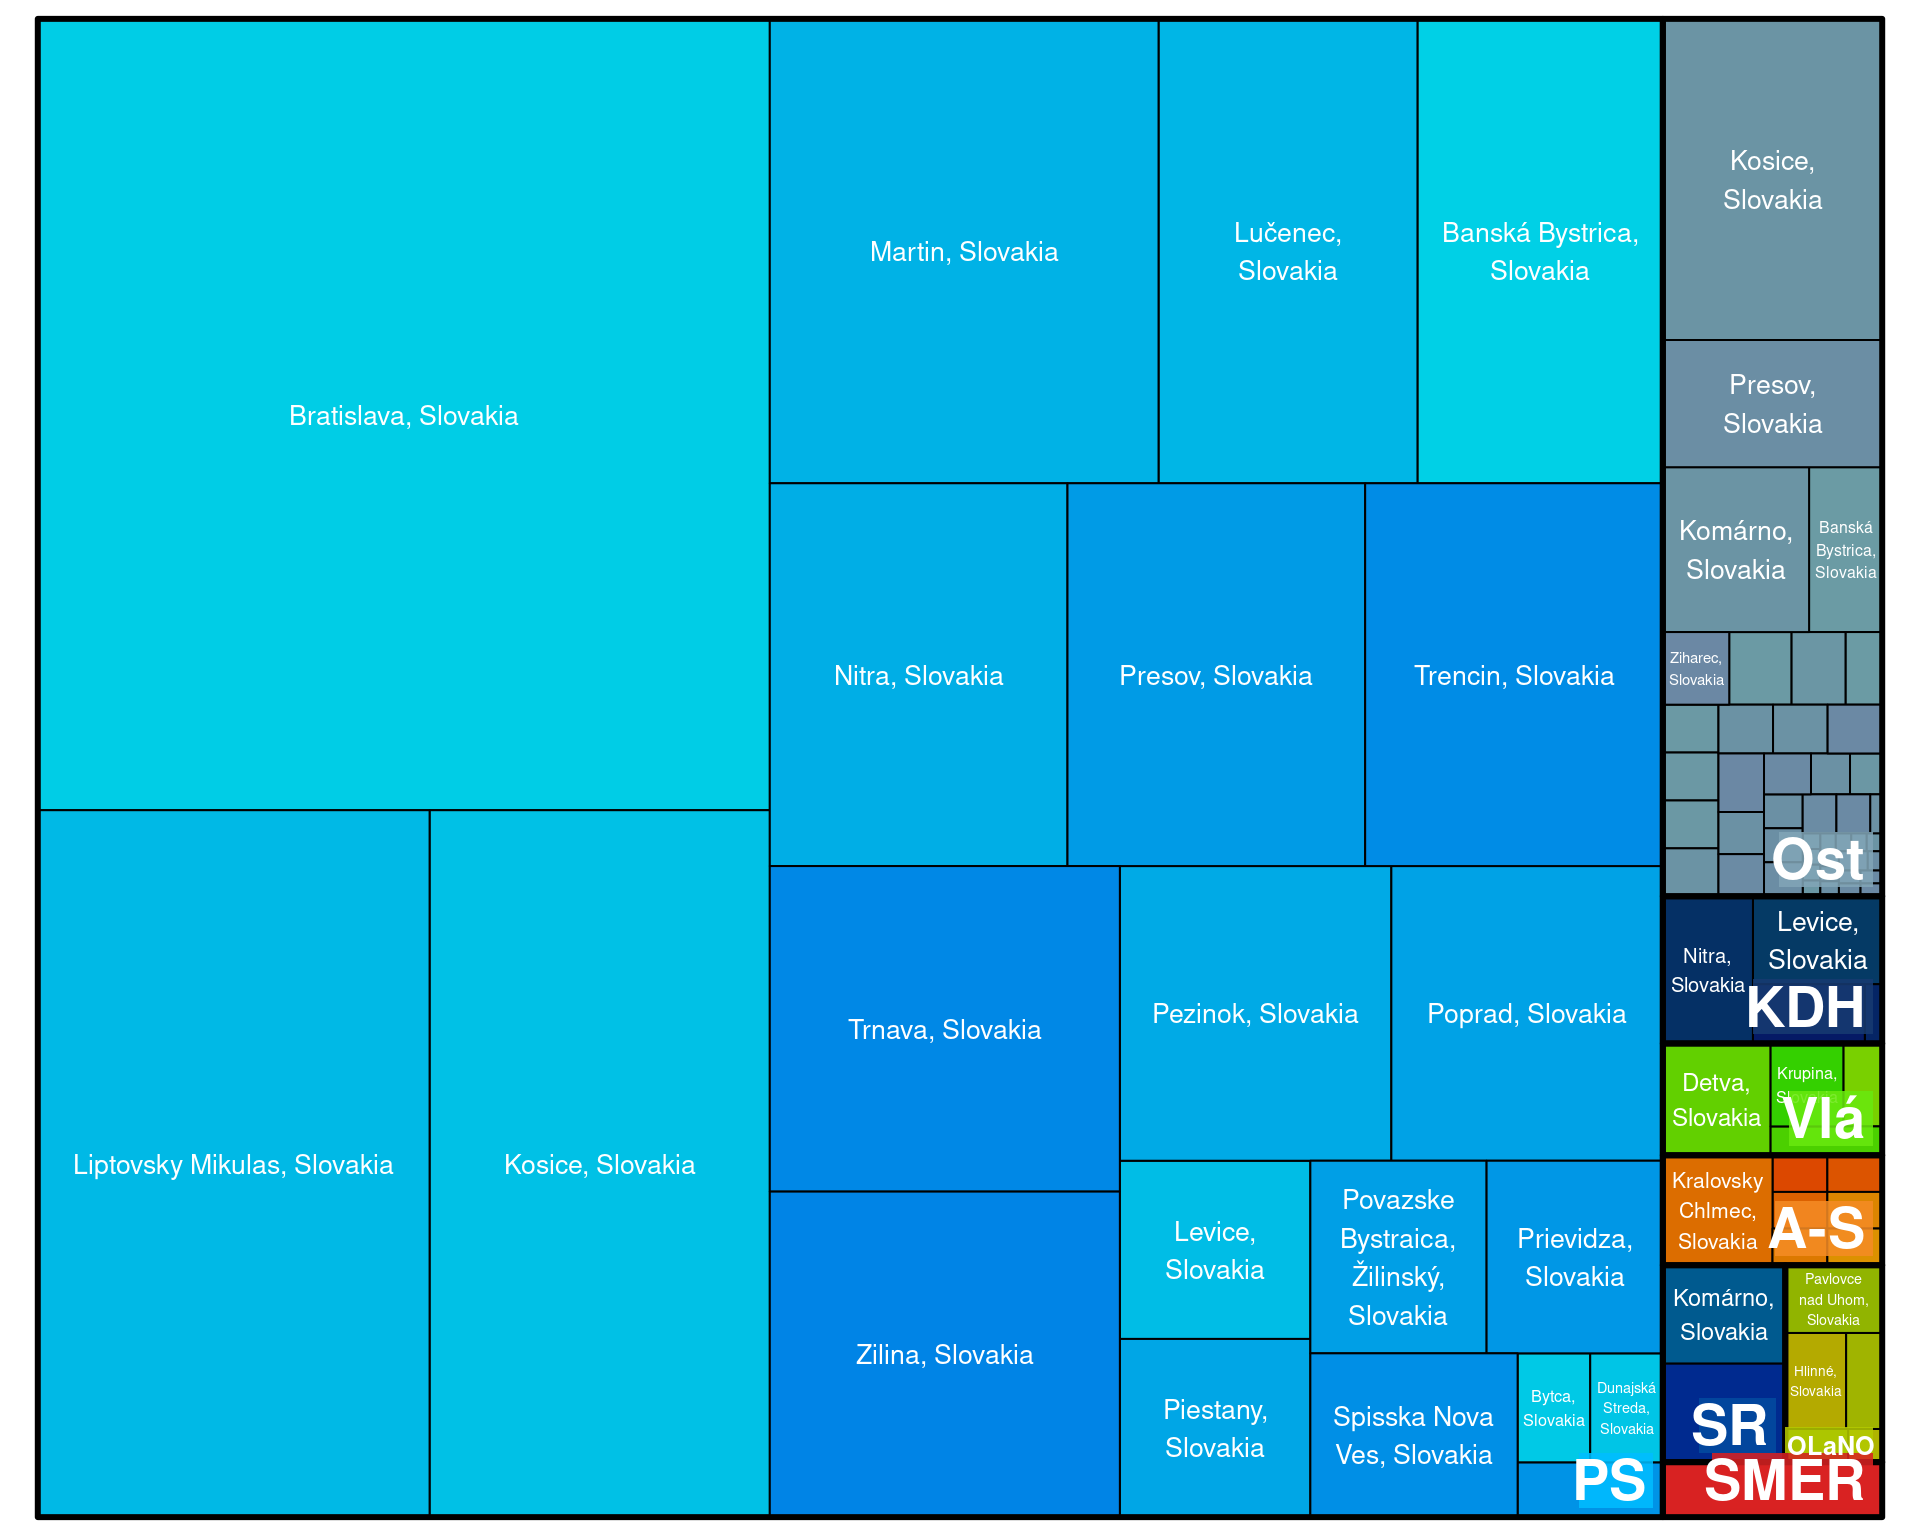 Bratislava, Slovakia
Liptovsky Mikulas, Slovakia
Kosice, Slovakia
Martin, Slovakia
Lučenec,
Slovakia
Banská Bystrica,
Slovakia
Nitra, Slovakia
Presov, Slovakia
Trencin, Slovakia
Trnava, Slovakia
Zilina, Slovakia
Pezinok, Slovakia
Poprad, Slovakia
Levice,
Slovakia
Piestany,
Slovakia
Povazske
Bystraica,
Žilinský,
Slovakia
Prievidza,
Slovakia
Spisska Nova
Ves, Slovakia
Bytca,
Slovakia
Dunajská
Streda,
Slovakia
PS
Kosice,
Slovakia
Presov,
Slovakia
Komárno,
Slovakia
Banská
Bystrica,
Slovakia
Ziharec,
Slovakia
Ost
Nitra,
Slovakia
Levice,
Slovakia
KDH
Detva,
Slovakia
Krupina,
Slovakia
Vlá
Kralovsky
Chlmec,
Slovakia
A-S
Komárno,
Slovakia
SR
Pavlovce
nad Uhom,
Slovakia
Hlinné,
Slovakia
OLaNO
SMER